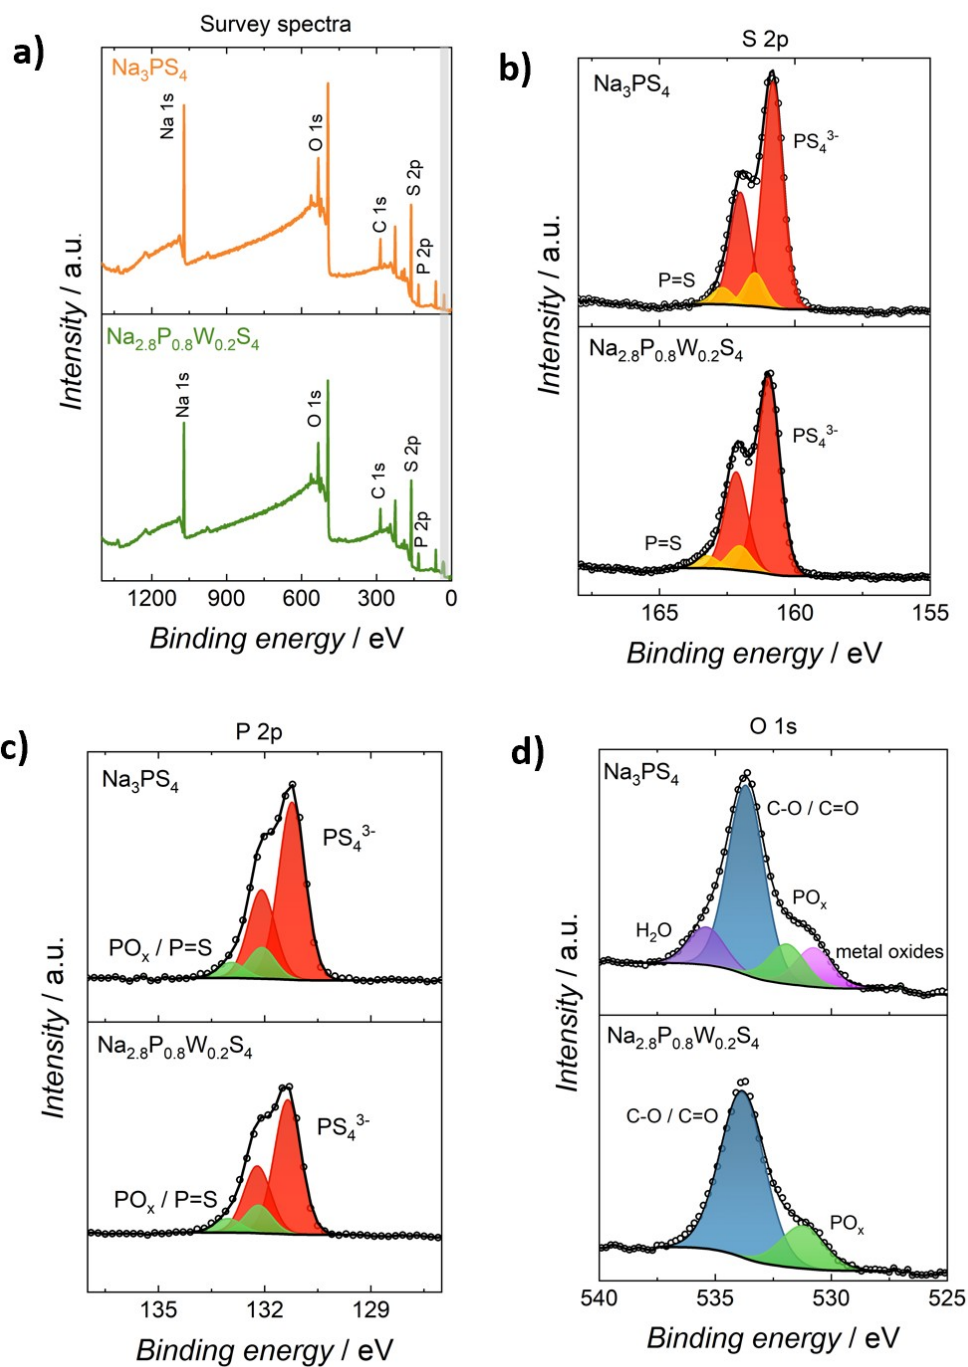 a)
Survey spectra
Na₃PS₄
Na 1s
O 1s
C 1s
S 2p
P 2p
Na₂.₈P₀.₈W₀.₂S₄
Na 1s
O 1s
C 1s
S 2p
P 2p
Intensity / a.u.
1200 900 600 300 0
Binding energy / eV
b)
S 2p
Na₃PS₄
PS₄³⁻
P=S
Na₂.₈P₀.₈W₀.₂S₄
PS₄³⁻
P=S
Intensity / a.u.
165 160 155
Binding energy / eV
c)
P 2p
Na₃PS₄
PS₄³⁻
POₓ / P=S
Na₂.₈P₀.₈W₀.₂S₄
PS₄³⁻
POₓ / P=S
Intensity / a.u.
135 132 129
Binding energy / eV
d)
O 1s
Na₃PS₄
C-O / C=O
POₓ
H₂O
metal oxides
Na₂.₈P₀.₈W₀.₂S₄
C-O / C=O
POₓ
Intensity / a.u.
540 535 530 525
Binding energy / eV